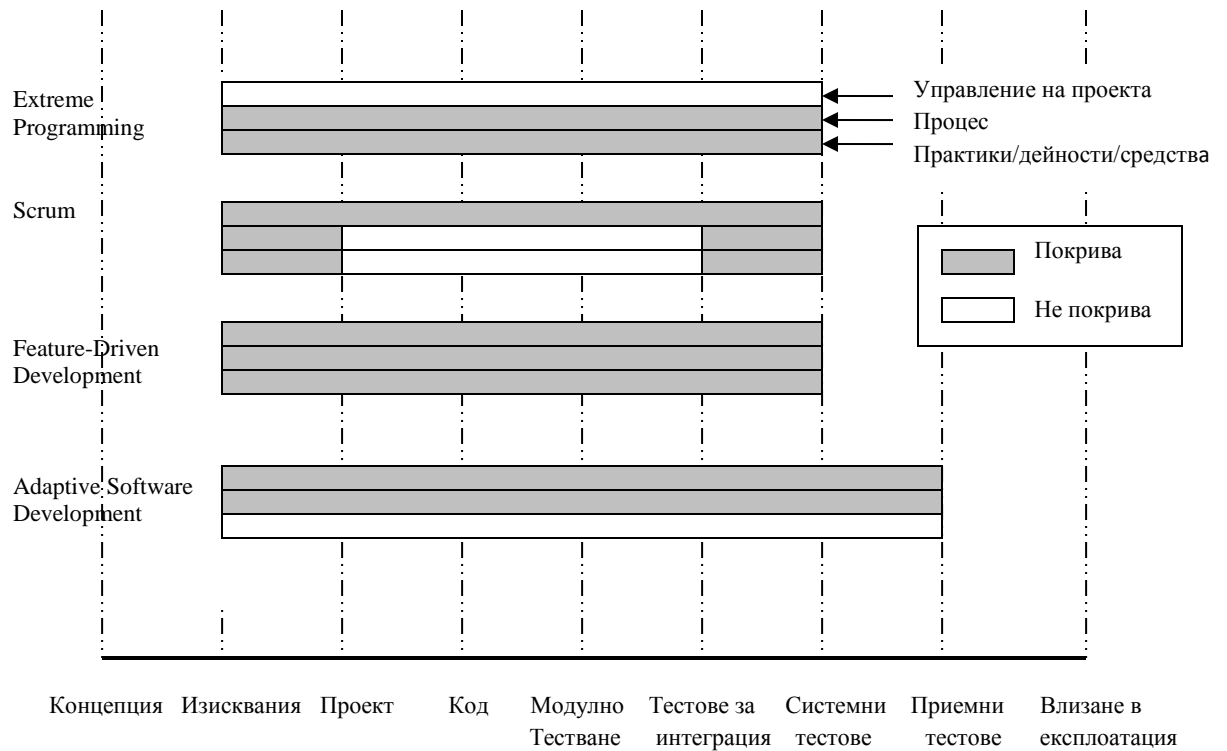 Extreme
Programming
Управление на проекта
Процес
Практики/дейности/средства
Scrum
Покрива
Не покрива
Feature-Driven
Development
Adaptive Software
Development
Концепция Изисквания Проект Код Модулно Тестове за Системни Приемни Влизане в
Тестване интеграция тестове тестове експлоатация